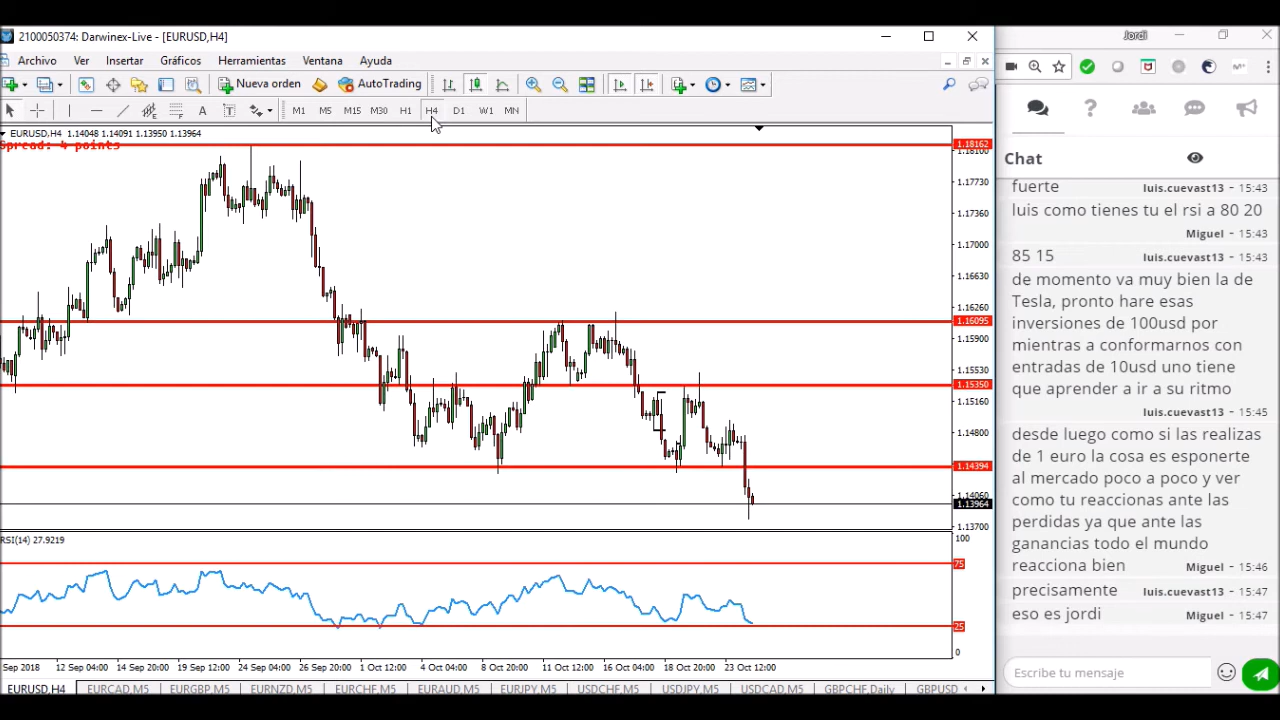 2100050374: Darwinex-Live - [EURUSD,H4]
Archivo Ver Insertar Gráficos Herramientas Ventana Ayuda
Nueva orden AutoTrading
A T M1 M5 M15 M30 H1 H4 D1 W1 MN
EURUSD,H4 1.14048 1.14091 1.13950 1.13964
Spread: 4 points
1.18162
1.18100
1.17730
1.17360
1.17000
1.16630
1.16260
1.16095
1.15900
1.15530
1.15350
1.15160
1.14800
1.14394
1.14060
1.13964
1.13700
RSI(14) 27.9219
100
75
25
0
Sep 2018 12 Sep 04:00 14 Sep 20:00 19 Sep 12:00 24 Sep 04:00 26 Sep 20:00 1 Oct 12:00 4 Oct 04:00 8 Oct 20:00 11 Oct 12:00 16 Oct 04:00 18 Oct 20:00 23 Oct 12:00
EURUSD,H4 EURCAD,M5 EURGBP,M5 EURNZD,M5 EURCHF,M5 EURAUD,M5 EURJPY,M5 USDCHF,M5 USDJPY,M5 USDCAD,M5 GBPCHF,Daily GBPUSD
Jordi
Chat
fuerte luis.cuevast13 - 15:43
luis como tienes tu el rsi a 80 20
Miguel - 15:43
85 15 luis.cuevast13 - 15:43
de momento va muy bien la de
Tesla, pronto hare esas
inversiones de 100usd por
mientras a conformarnos con
entradas de 10usd uno tiene
que aprender a ir a su ritmo
luis.cuevast13 - 15:45
desde luego como si las realizas
de 1 euro la cosa es esponerte
al mercado poco a poco y ver
como tu reaccionas ante las
perdidas ya que ante las
ganancias todo el mundo
reacciona bien Miguel - 15:46
precisamente luis.cuevast13 - 15:47
eso es jordi Miguel - 15:47
Escribe tu mensaje